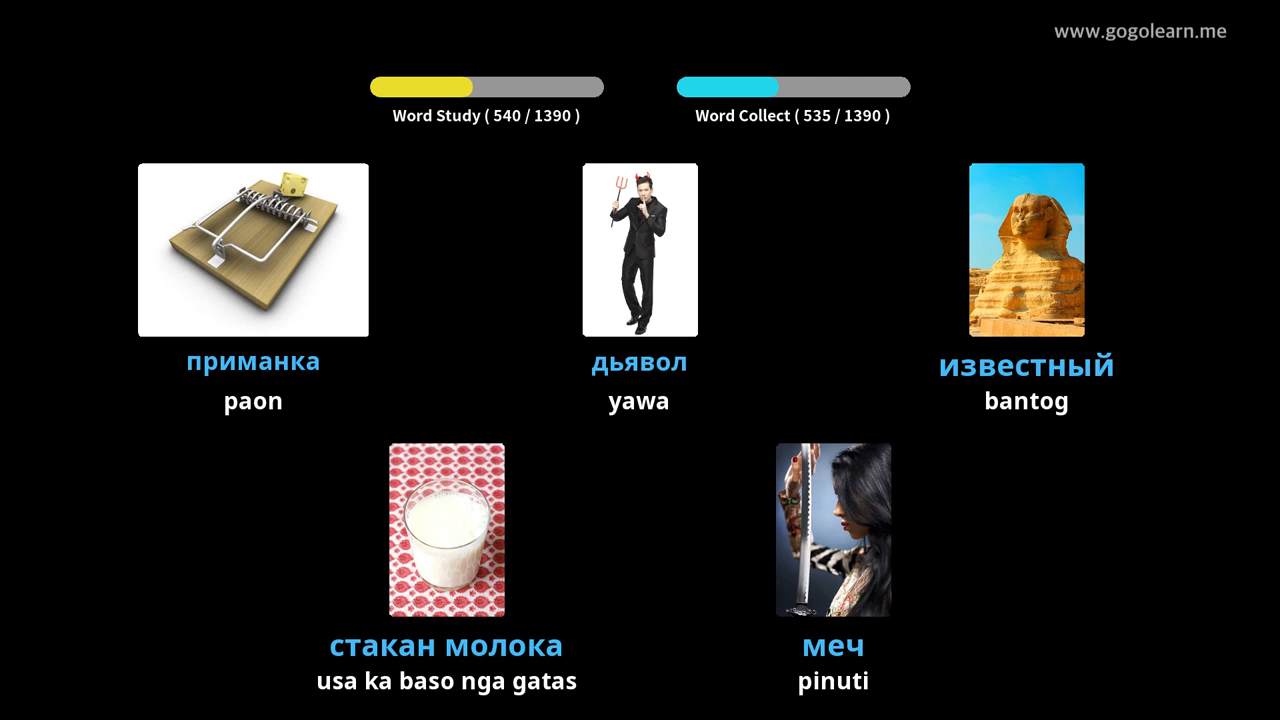 www.gogolearn.me
Word Study ( 540 / 1390 )
Word Collect ( 535 / 1390 )
приманка
paon
дьявол
yawa
известный
bantog
стакан молока
usa ka baso nga gatas
меч
pinuti